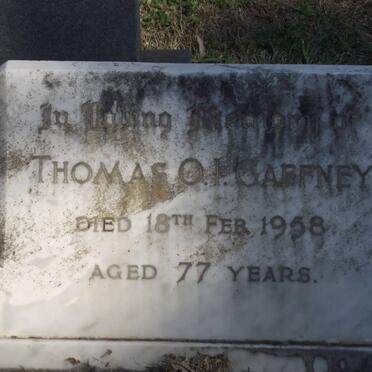 In Loving Memory of
THOMAS O.I. GAFFNEY
DIED 18TH FEB. 1958
AGED 77 YEARS.